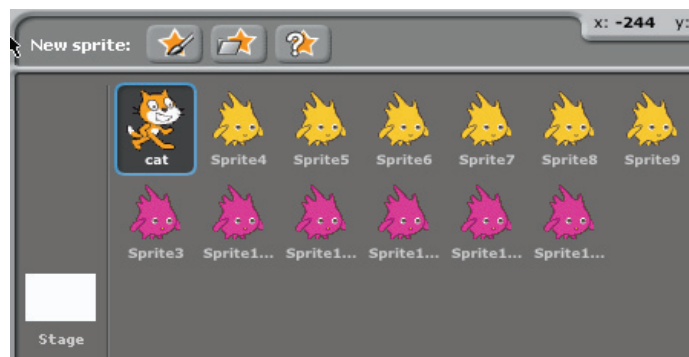 x: -244 y:
New sprite:
cat Sprite4 Sprite5 Sprite6 Sprite7 Sprite8 Sprite9
Sprite3 Sprite1... Sprite1... Sprite1... Sprite1... Sprite1...
Stage